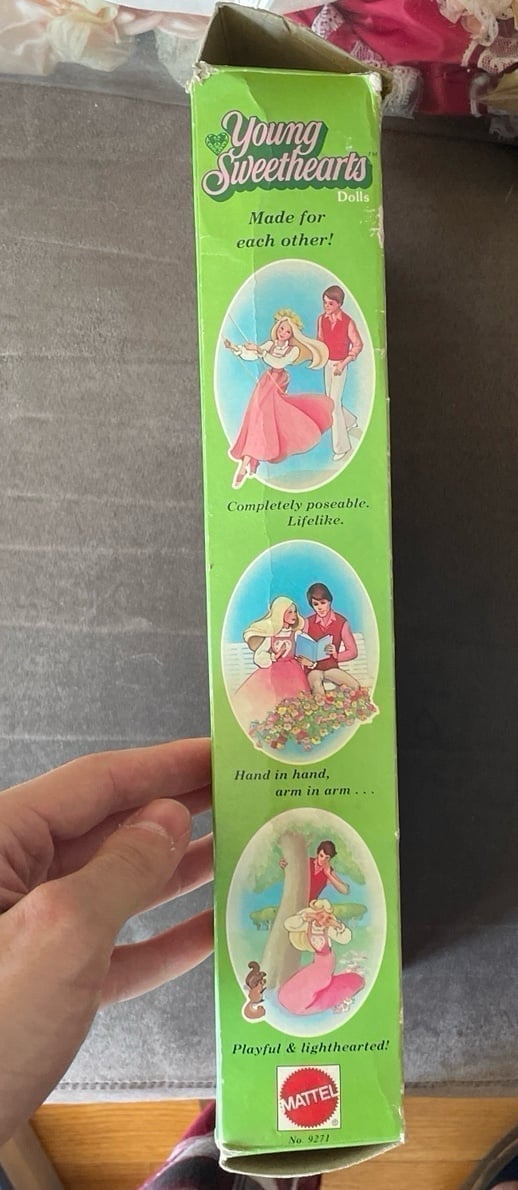 Young
Sweethearts™
Dolls
Made for
each other!
Completely poseable.
Lifelike.
Hand in hand,
arm in arm . . .
Playful & lighthearted!
MATTEL
®
No. 9271